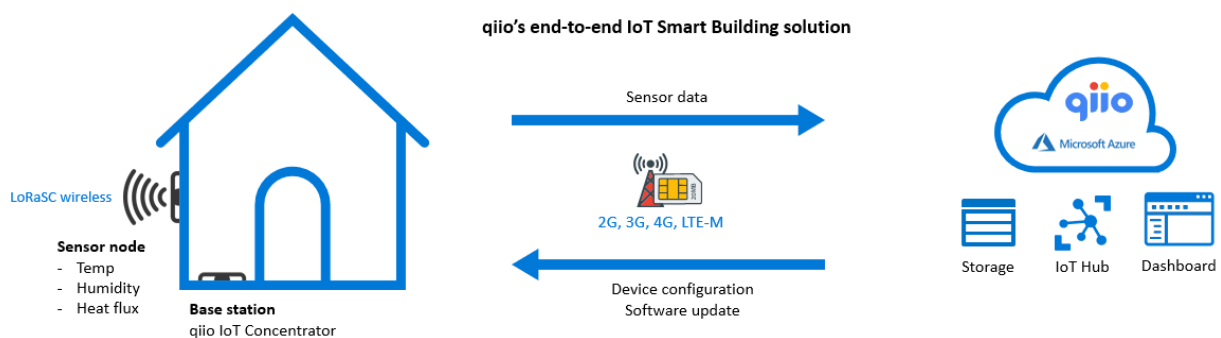 qiio's end-to-end IoT Smart Building solution
Sensor data
qiio
Microsoft Azure
LoRaSC wireless
20MB
2G, 3G, 4G, LTE-M
Sensor node
- Temp
- Humidity
- Heat flux
Base station
qiio IoT Concentrator
Device configuration
Software update
Storage
IoT Hub
Dashboard